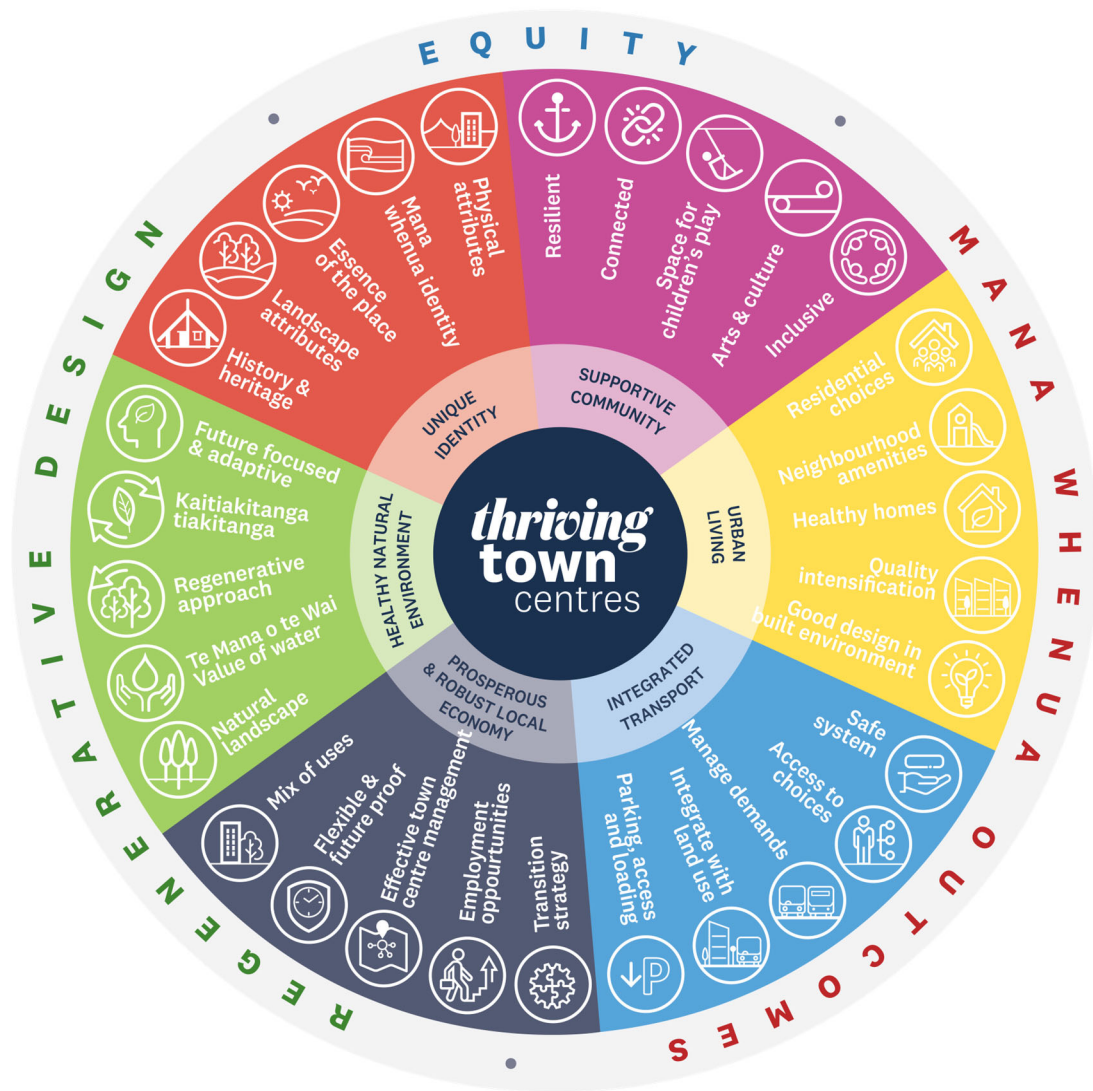 EQUITY
MANA WHENUA OUTCOMES
REGENERATIVE DESIGN
thriving
town
centres
UNIQUE
IDENTITY
History &
heritage
Landscape
attributes
Essence
of the place
Mana
whenua identity
Physical
attributes
SUPPORTIVE
COMMUNITY
Resilient
Connected
Space for
children's play
Arts & culture
Inclusive
URBAN
LIVING
Residential
choices
Neighbourhood
amenities
Healthy homes
Quality
intensification
Good design in
built environment
INTEGRATED
TRANSPORT
Safe
system
Access to
choices
Manage demands
Integrate with
land use
Parking, access
and loading
P
PROSPEROUS
& ROBUST LOCAL
ECONOMY
Transition
strategy
Employment
oppourtunities
Effective town
centre management
Flexible &
future proof
Mix of uses
HEALTHY NATURAL
ENVIRONMENT
Natural
landscape
Te Mana o te Wai
Value of water
Regenerative
approach
Kaitiakitanga
tiakitanga
Future focused
& adaptive